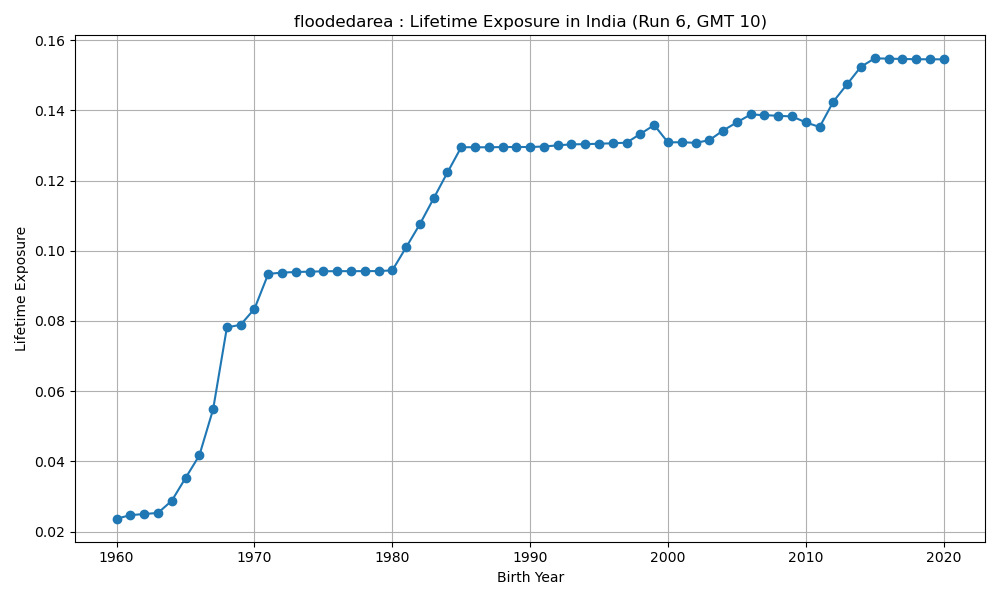 floodedarea : Lifetime Exposure in India (Run 6, GMT 10)
0.16
0.14
0.12
0.10
0.08
0.06
0.04
0.02
Lifetime Exposure
1960 1970 1980 1990 2000 2010 2020
Birth Year